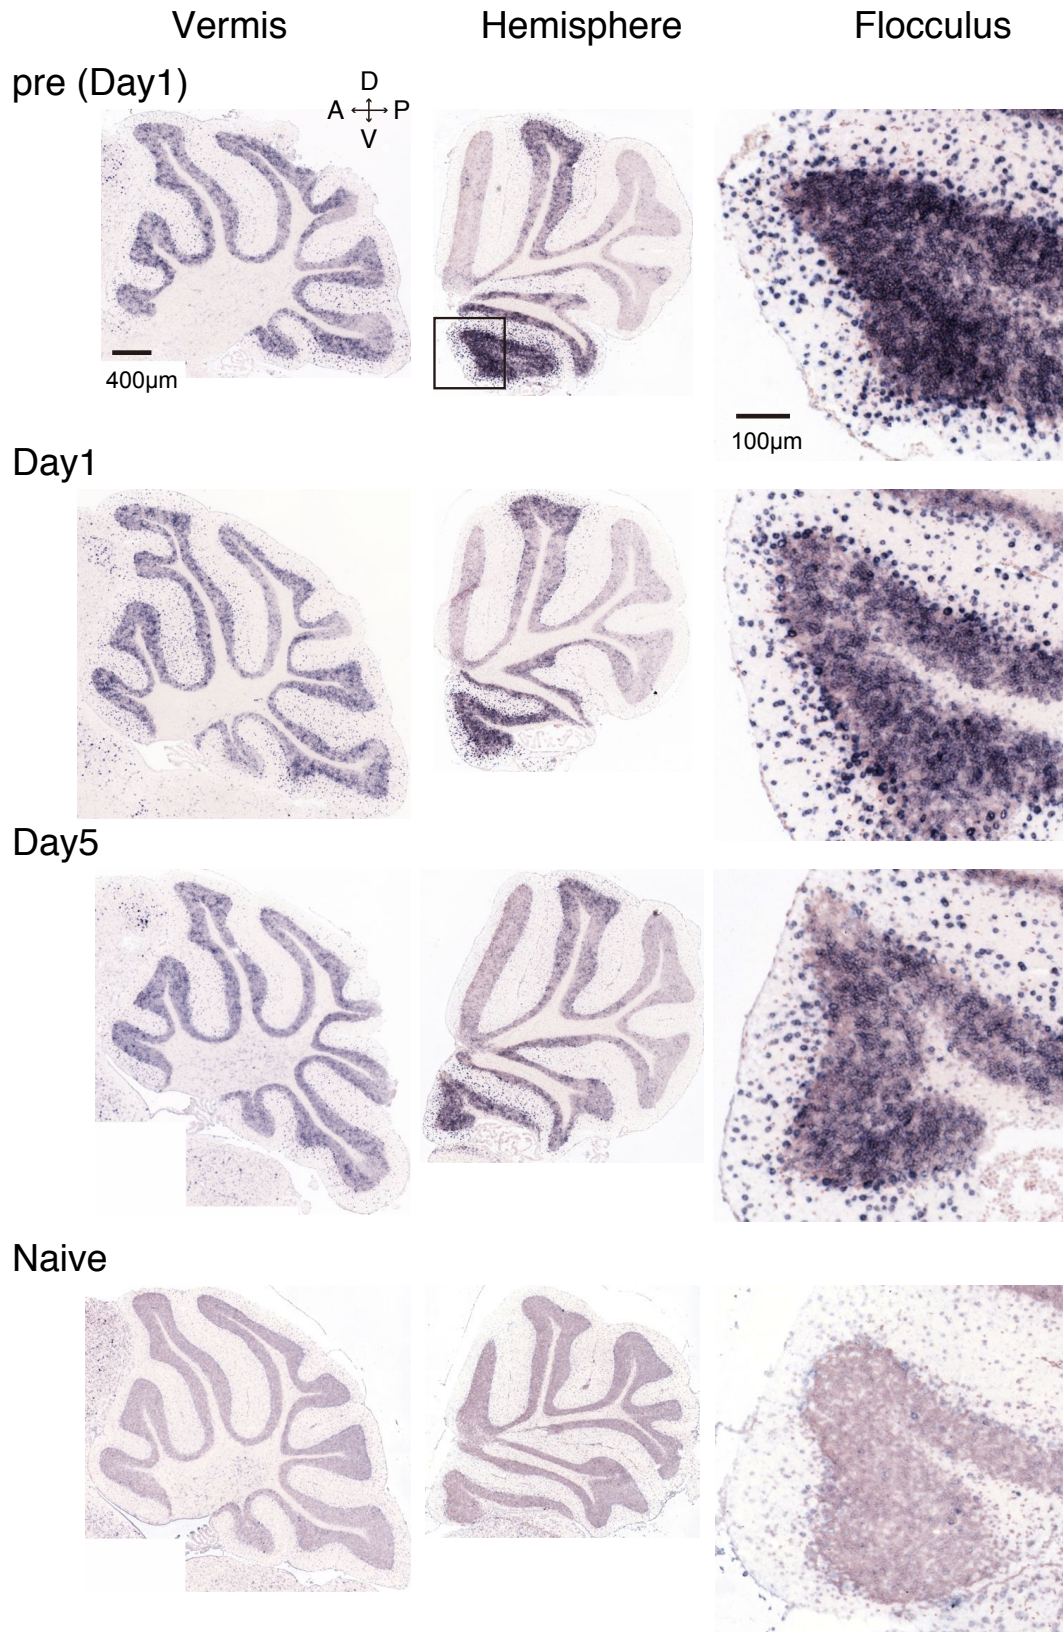 Vermis Hemisphere Flocculus
pre (Day1)
D
A P
V
400μm
100μm
Day1
Day5
Naive